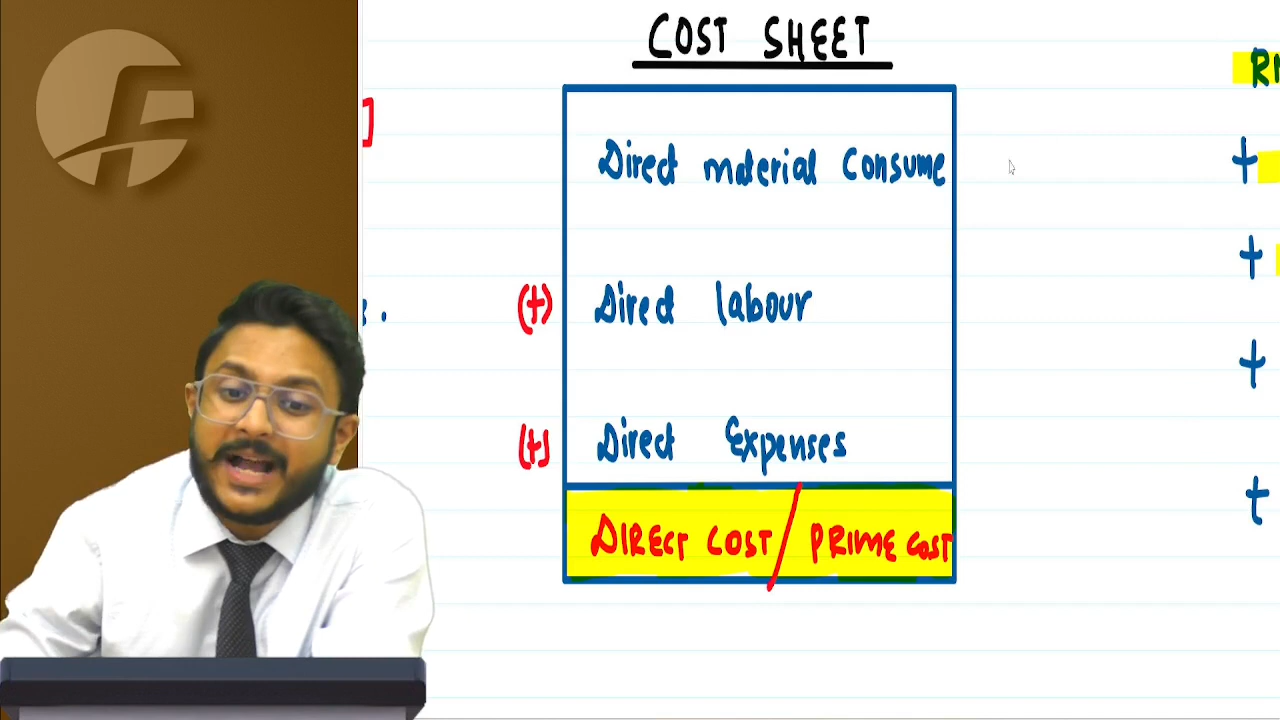 COST SHEET
]
Direct material Consume
(+) Direct labour
(+) Direct Expenses
DIRECT COST / PRIME COST
+
+
+